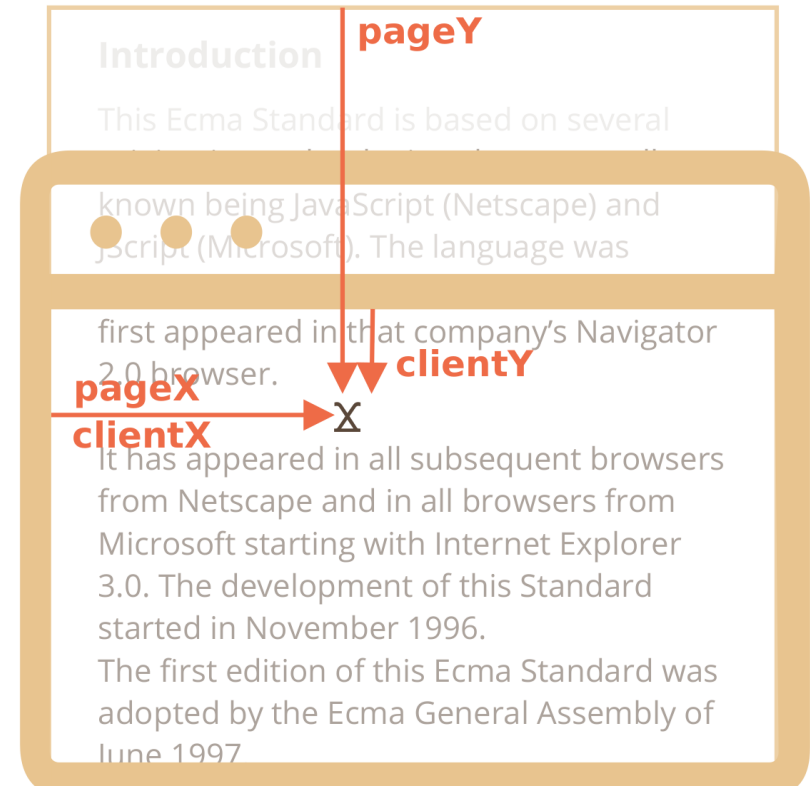 pageY
Introduction
This Ecma Standard is based on several
known being JavaScript (Netscape) and
JScript (Microsoft). The language was
first appeared in that company’s Navigator
2.0 browser.
clientY
pageX
clientX
It has appeared in all subsequent browsers
from Netscape and in all browsers from
Microsoft starting with Internet Explorer
3.0. The development of this Standard
started in November 1996.
The first edition of this Ecma Standard was
adopted by the Ecma General Assembly of
June 1997